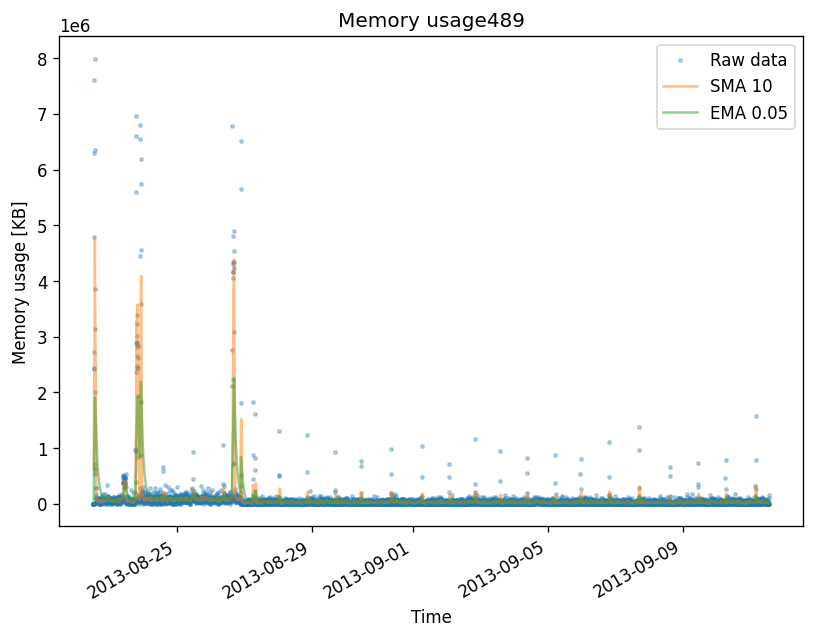 Memory usage489
1e6
Raw data
SMA 10
EMA 0.05
8
7
6
5
4
3
2
1
0
Memory usage [KB]
2013-08-25
2013-08-29
2013-09-01
2013-09-05
2013-09-09
Time